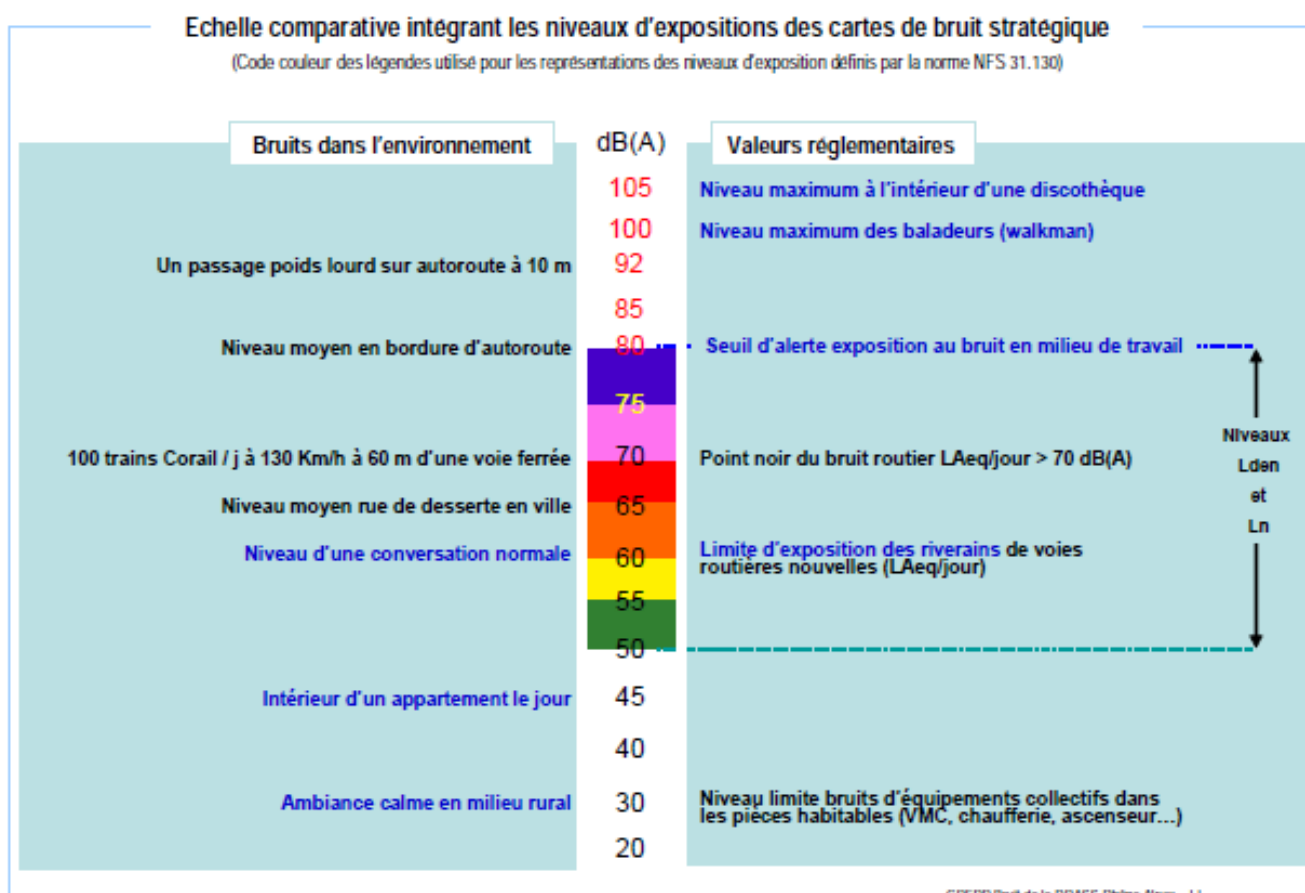 Echelle comparative intégrant les niveaux d'expositions des cartes de bruit stratégique
(Code couleur des légendes utilisé pour les représentations des niveaux d'exposition définis par la norme NFS 31.130)
Bruits dans l'environnement
dB(A)
Valeurs réglementaires
105
Niveau maximum à l'intérieur d'une discothèque
100
Niveau maximum des baladeurs (walkman)
Un passage poids lourd sur autoroute à 10 m
92
85
Niveau moyen en bordure d'autoroute
80
Seuil d'alerte exposition au bruit en milieu de travail
75
100 trains Corail / j à 130 Km/h à 60 m d'une voie ferrée
70
Point noir du bruit routier LAeq/jour > 70 dB(A)
Niveaux
Lden
et
Ln
Niveau moyen rue de desserte en ville
65
Niveau d'une conversation normale
60
Limite d'exposition des riverains de voies
routières nouvelles (LAeq/jour)
55
50
Intérieur d'un appartement le jour
45
40
Ambiance calme en milieu rural
30
Niveau limite bruits d'équipements collectifs dans
les pièces habitables (VMC, chaufferie, ascenseur…)
20